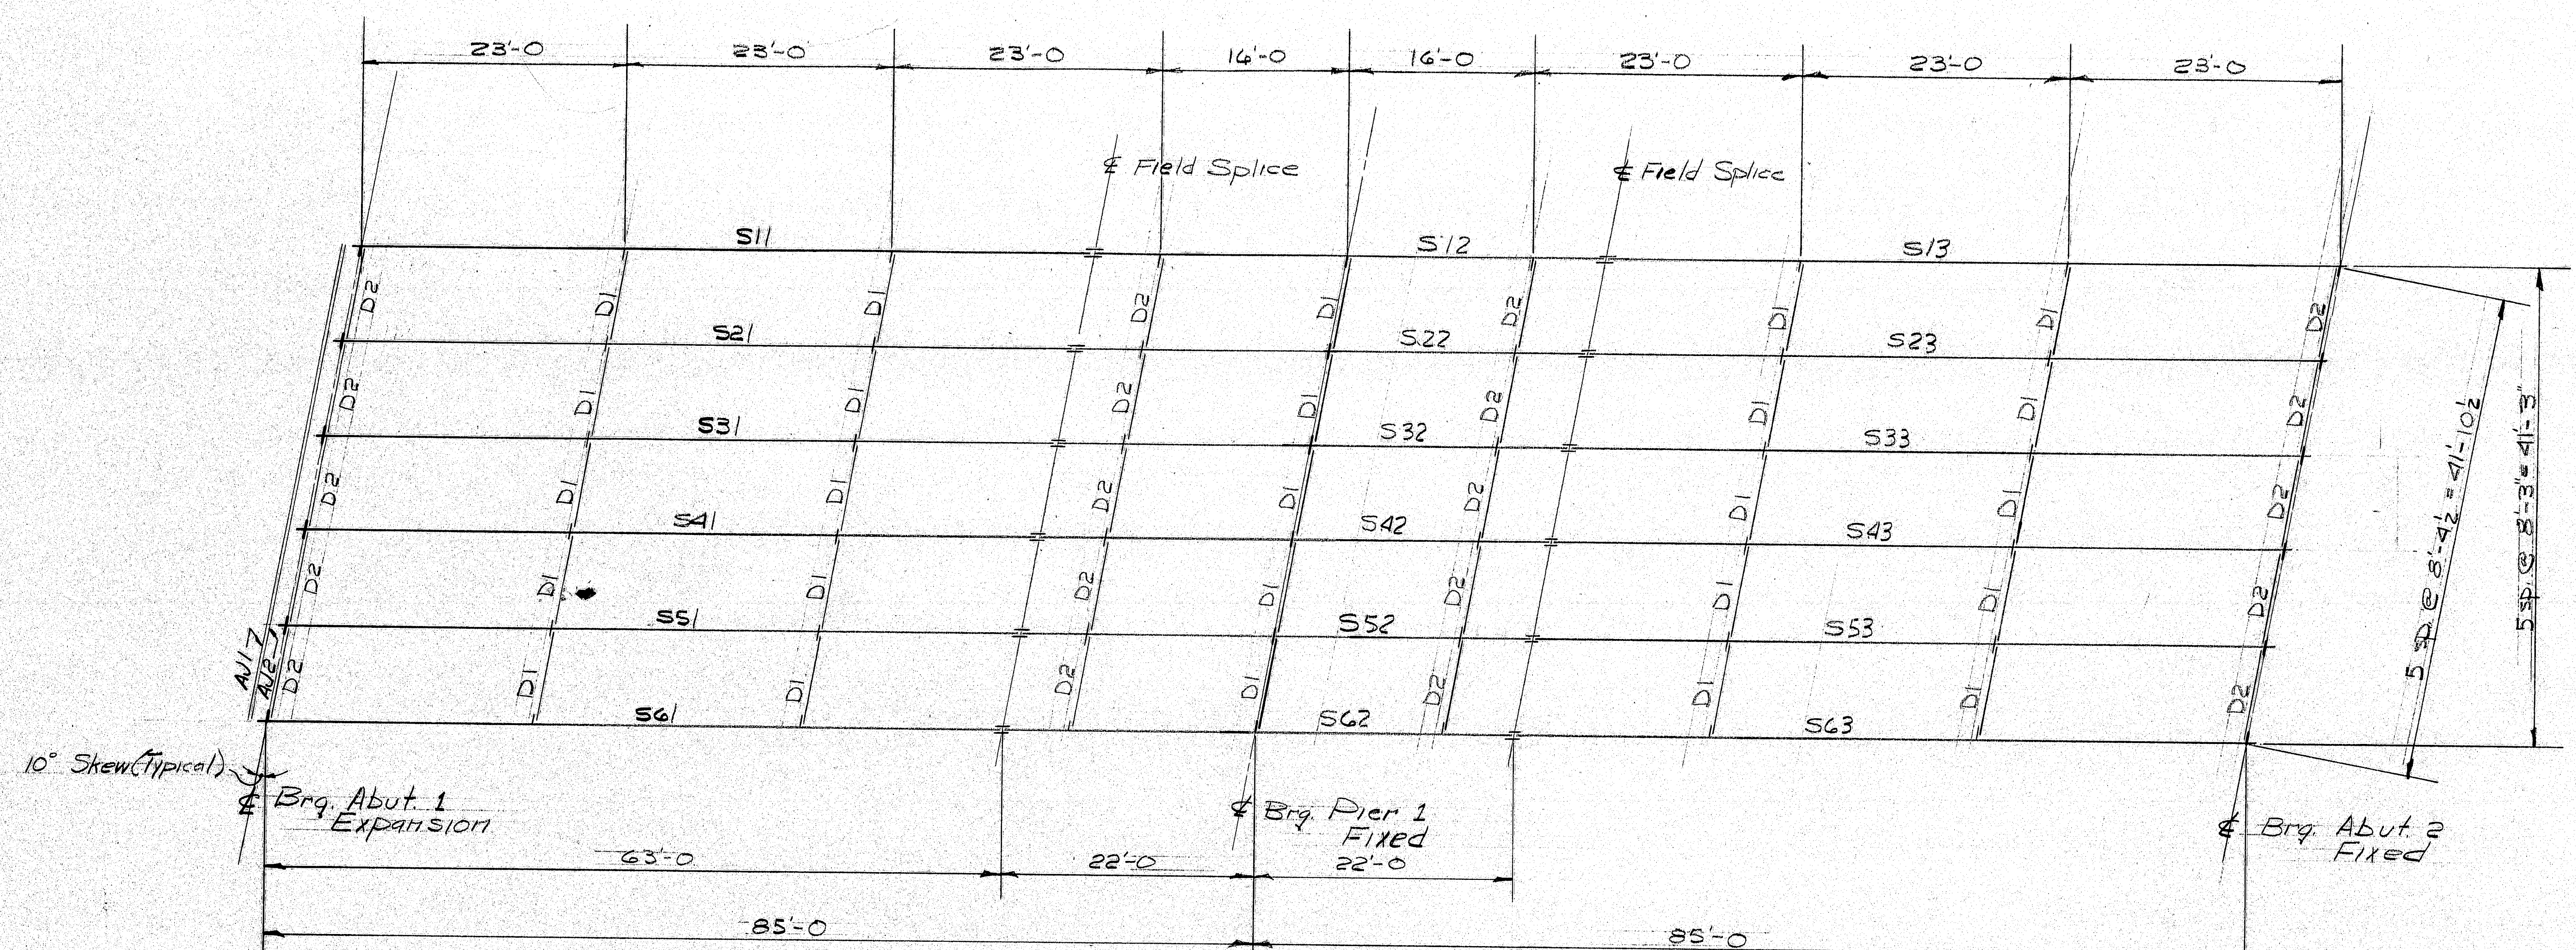 23'-0 23'-0 23'-0 16'-0 16'-0 23'-0 23'-0 23'-0
℄ Field Splice ℄ Field Splice
S11 S12 S13
D2 D1 D1 D2 D1 D2 D1 D1 D2
S21 S22 S23
D2 D1 D1 D2 D1 D2 D1 D1 D2
S31 S32 S33
D2 D1 D1 D2 D1 D2 D1 D1 D2
S41 S42 S43
D2 D1 D1 D2 D1 D2 D1 D1 D2
S51 S52 S53
D2 D1 D1 D2 D1 D2 D1 D1 D2
S61 S62 S63
AJ1-7
AJ2-7
5 sp. @ 8'-4½ = 41'-10½
5 sp. @ 8'-3" = 41'-3"
10° Skew (Typical)
℄ Brg. Abut. 1
Expansion
℄ Brg. Pier 1
Fixed
℄ Brg. Abut. 2
Fixed
63'-0 22'-0 22'-0
85'-0 85'-0